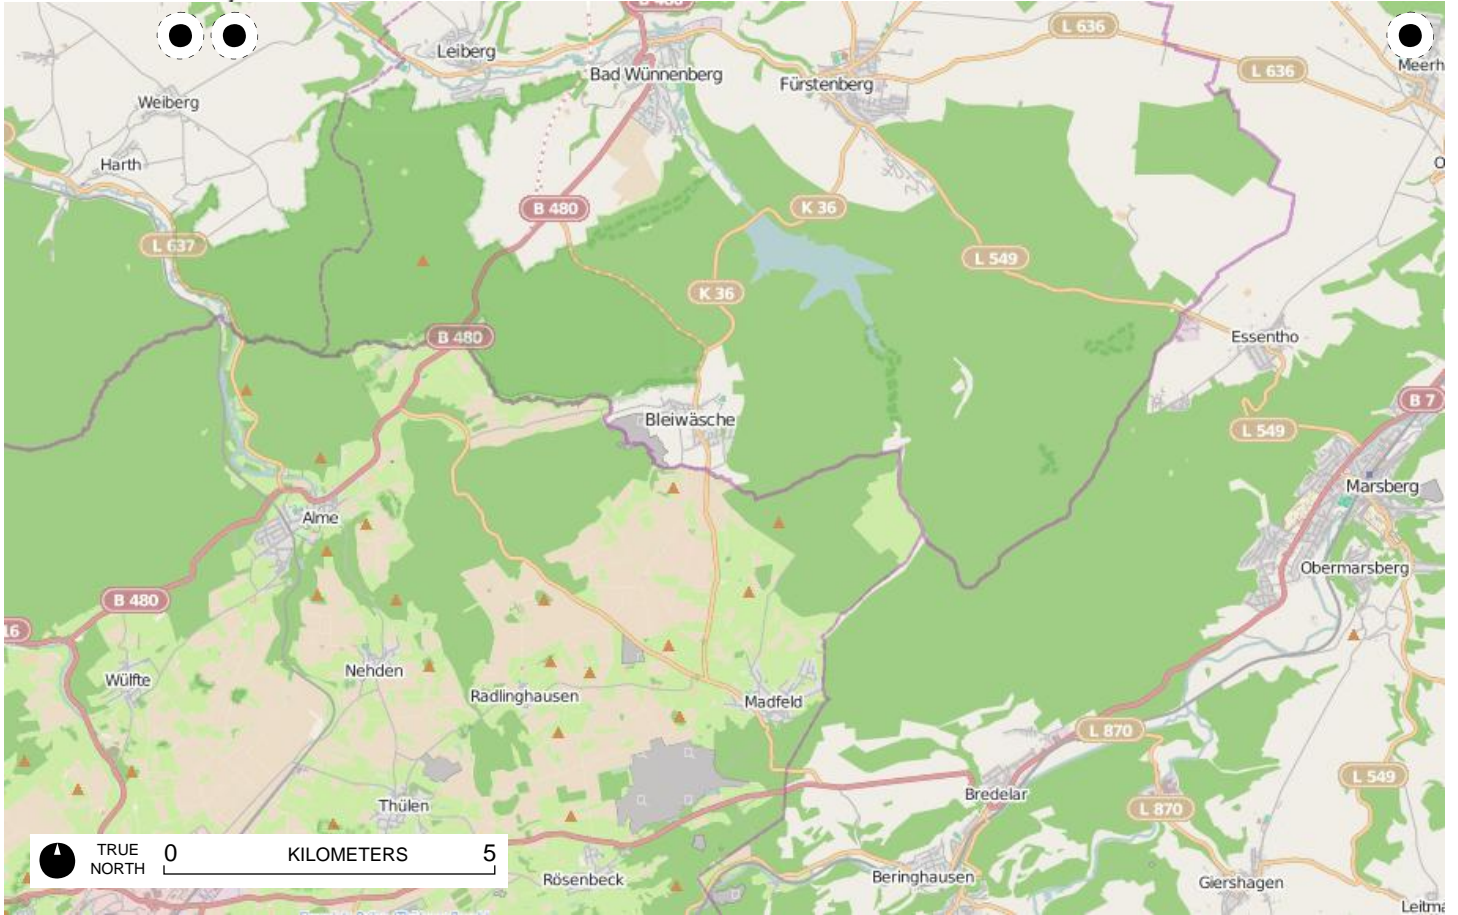 L 636
Leiberg
Bad Wünnenberg
Fürstenberg
L 636
Meerh
Weiberg
Harth
B 480
K 36
L 637
L 549
K 36
B 480
Essentho
B 7
Bleiwäsche
L 549
Marsberg
Alme
Obermarsberg
B 480
16
Nehden
Wülfte
Radlinghausen
Madfeld
L 870
L 549
Thülen
Bredelar
L 870
TRUE NORTH
0 KILOMETERS 5
Rösenbeck
Beringhausen
Giershagen
Leitma